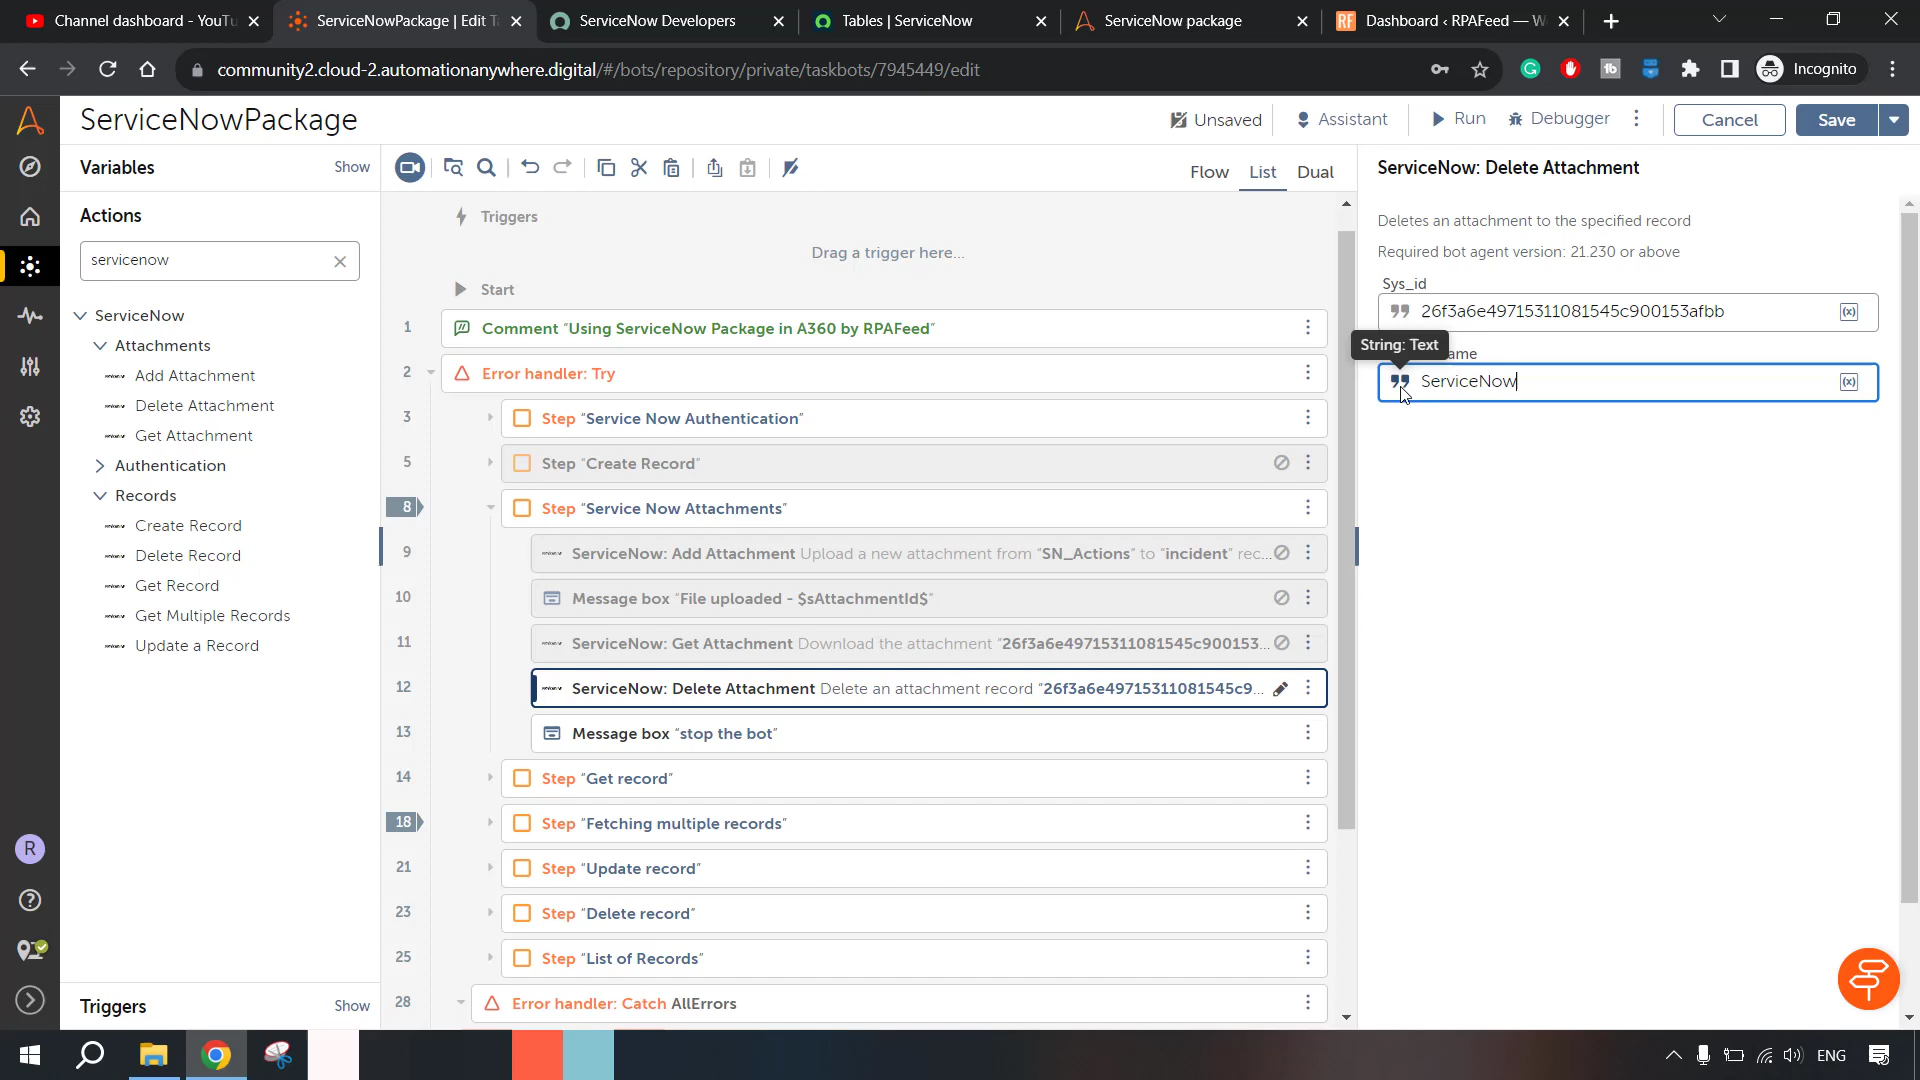 Channel dashboard - YouTu
ServiceNowPackage | Edit T
ServiceNow Developers
Tables | ServiceNow
ServiceNow package
Dashboard ‹ RPAFeed — W
community2.cloud-2.automationanywhere.digital/#/bots/repository/private/taskbots/7945449/edit
Incognito
ServiceNowPackage
Unsaved
Assistant
Run
Debugger
Cancel
Save
Variables
Show
Flow
List
Dual
ServiceNow: Delete Attachment
Actions
servicenow
Triggers
Drag a trigger here...
Start
Deletes an attachment to the specified record
Required bot agent version: 21.230 or above
Sys_id
26f3a6e49715311081545c900153afbb
String: Text
ame
ServiceNow
ServiceNow
Attachments
Add Attachment
Delete Attachment
Get Attachment
Authentication
Records
Create Record
Delete Record
Get Record
Get Multiple Records
Update a Record
1 Comment "Using ServiceNow Package in A360 by RPAFeed"
2 Error handler: Try
3 Step "Service Now Authentication"
5 Step "Create Record"
8 Step "Service Now Attachments"
9 ServiceNow: Add Attachment Upload a new attachment from "SN_Actions" to "incident" rec...
10 Message box "File uploaded - $sAttachmentId$"
11 ServiceNow: Get Attachment Download the attachment "26f3a6e49715311081545c900153...
12 ServiceNow: Delete Attachment Delete an attachment record "26f3a6e49715311081545c9...
13 Message box "stop the bot"
14 Step "Get record"
18 Step "Fetching multiple records"
21 Step "Update record"
23 Step "Delete record"
25 Step "List of Records"
28 Error handler: Catch AllErrors
R
Triggers
Show
ENG